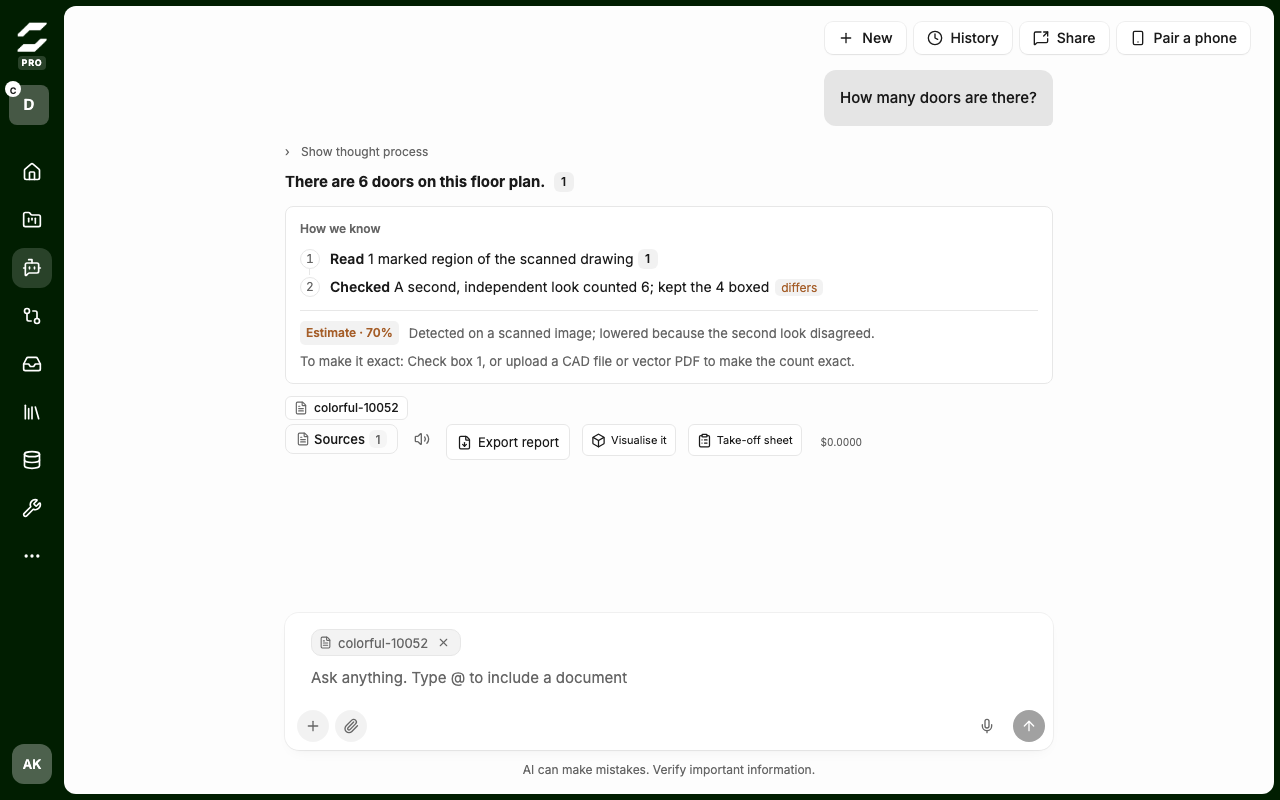 New
History
Share
Pair a phone
PRO
c
D
How many doors are there?
Show thought process
There are 6 doors on this floor plan. 1
How we know
1 Read 1 marked region of the scanned drawing 1
2 Checked A second, independent look counted 6; kept the 4 boxed differs
Estimate · 70% Detected on a scanned image; lowered because the second look disagreed.
To make it exact: Check box 1, or upload a CAD file or vector PDF to make the count exact.
colorful-10052
Sources 1 Export report Visualise it Take-off sheet $0.0000
colorful-10052
Ask anything. Type @ to include a document
AK
AI can make mistakes. Verify important information.